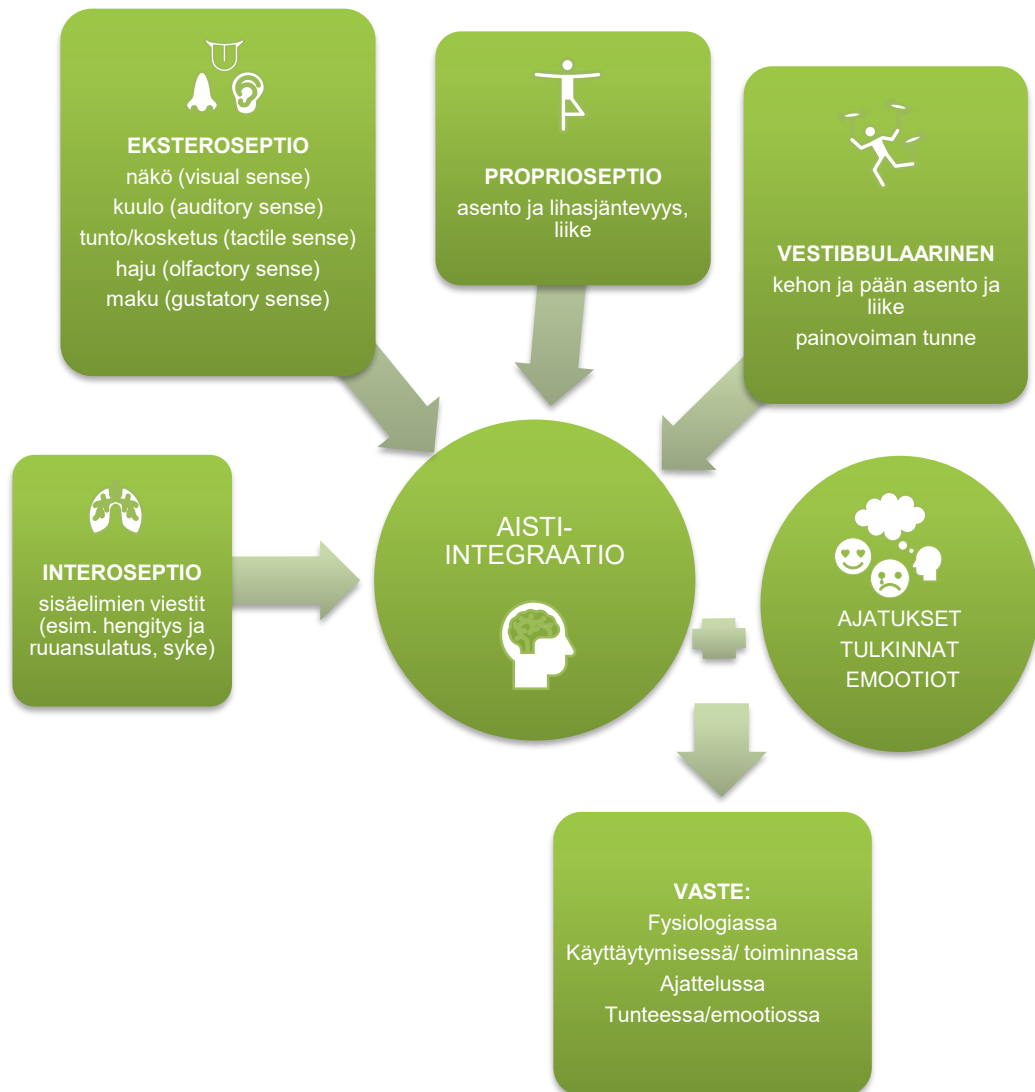 EKSTEROSEPTIO
näkö (visual sense)
kuulo (auditory sense)
tunto/kosketus (tactile sense)
haju (olfactory sense)
maku (gustatory sense)
PROPRIOSEPTIO
asento ja lihasjäntevyys,
liike
VESTIBBULAARINEN
kehon ja pään asento ja
liike
painovoiman tunne
INTEROSEPTIO
sisäelimien viestit
(esim. hengitys ja
ruuansulatus, syke)
AISTI-
INTEGRAATIO
AJATUKSET
TULKINNAT
EMOOTIOT
VASTE:
Fysiologiassa
Käyttäytymisessä/ toiminnassa
Ajattelussa
Tunteessa/emootiossa